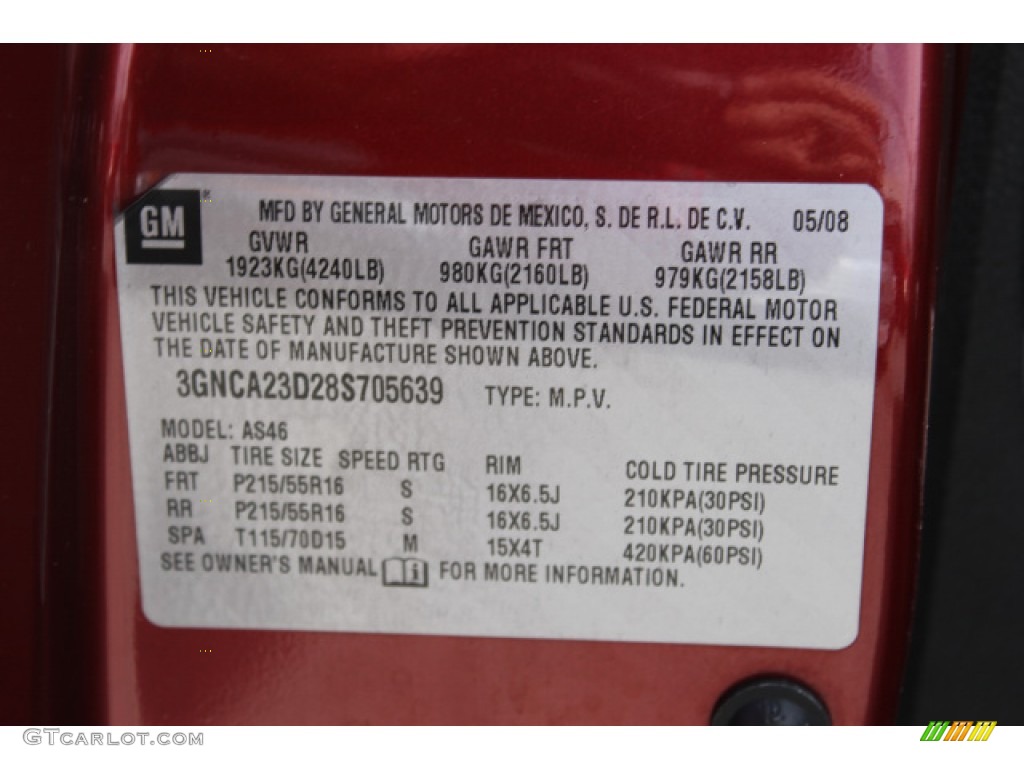 GM
MFD BY GENERAL MOTORS DE MEXICO, S. DE R.L. DE C.V. 05/08
GVWR GAWR FRT GAWR RR
1923KG(4240LB) 980KG(2160LB) 979KG(2158LB)
THIS VEHICLE CONFORMS TO ALL APPLICABLE U.S. FEDERAL MOTOR
VEHICLE SAFETY AND THEFT PREVENTION STANDARDS IN EFFECT ON
THE DATE OF MANUFACTURE SHOWN ABOVE.
3GNCA23D28S705639 TYPE: M.P.V.
MODEL: AS46
ABBJ TIRE SIZE SPEED RTG RIM COLD TIRE PRESSURE
FRT P215/55R16 S 16X6.5J 210KPA(30PSI)
RR P215/55R16 S 16X6.5J 210KPA(30PSI)
SPA T115/70D15 M 15X4T 420KPA(60PSI)
SEE OWNER'S MANUAL FOR MORE INFORMATION.
GTCarLot.com